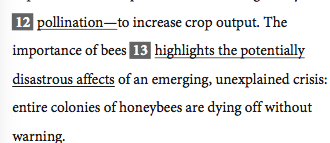 12 pollination—to increase crop output. The
importance of bees 13 highlights the potentially
disastrous affects of an emerging, unexplained crisis:
entire colonies of honeybees are dying off without
warning.